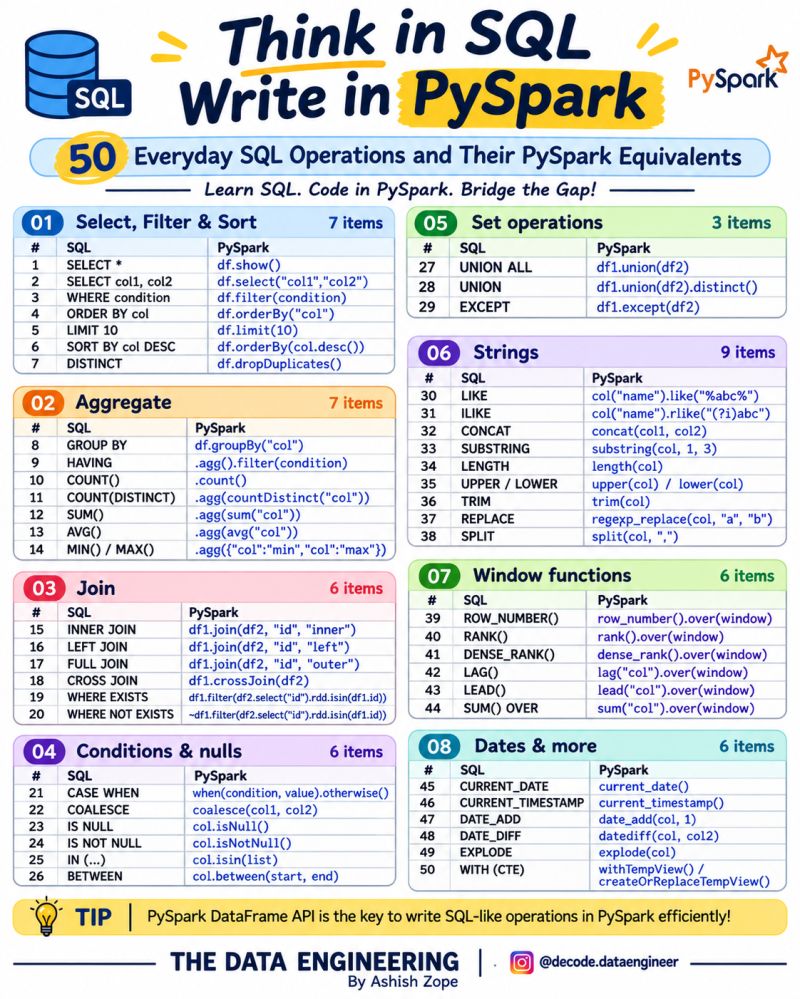 SQL
Think in SQL
Write in PySpark
PySpark
50 Everyday SQL Operations and Their PySpark Equivalents
Learn SQL. Code in PySpark. Bridge the Gap!
01 Select, Filter & Sort 7 items
# SQL PySpark
1 SELECT * df.show()
2 SELECT col1, col2 df.select("col1","col2")
3 WHERE condition df.filter(condition)
4 ORDER BY col df.orderBy("col")
5 LIMIT 10 df.limit(10)
6 SORT BY col DESC df.orderBy(col.desc())
7 DISTINCT df.dropDuplicates()
02 Aggregate 7 items
# SQL PySpark
8 GROUP BY df.groupBy("col")
9 HAVING .agg().filter(condition)
10 COUNT() .count()
11 COUNT(DISTINCT) .agg(countDistinct("col"))
12 SUM() .agg(sum("col"))
13 AVG() .agg(avg("col"))
14 MIN() / MAX() .agg({"col":"min","col":"max"})
03 Join 6 items
# SQL PySpark
15 INNER JOIN df1.join(df2, "id", "inner")
16 LEFT JOIN df1.join(df2, "id", "left")
17 FULL JOIN df1.join(df2, "id", "outer")
18 CROSS JOIN df1.crossJoin(df2)
19 WHERE EXISTS df1.filter(df2.select("id").rdd.isin(df1.id))
20 WHERE NOT EXISTS ~df1.filter(df2.select("id").rdd.isin(df1.id))
04 Conditions & nulls 6 items
# SQL PySpark
21 CASE WHEN when(condition, value).otherwise()
22 COALESCE coalesce(col1, col2)
23 IS NULL col.isNull()
24 IS NOT NULL col.isNotNull()
25 IN (...) col.isin(list)
26 BETWEEN col.between(start, end)
05 Set operations 3 items
# SQL PySpark
27 UNION ALL df1.union(df2)
28 UNION df1.union(df2).distinct()
29 EXCEPT df1.except(df2)
06 Strings 9 items
# SQL PySpark
30 LIKE col("name").like("%abc%")
31 ILIKE col("name").rlike("(?i)abc")
32 CONCAT concat(col1, col2)
33 SUBSTRING substring(col, 1, 3)
34 LENGTH length(col)
35 UPPER / LOWER upper(col) / lower(col)
36 TRIM trim(col)
37 REPLACE regexp_replace(col, "a", "b")
38 SPLIT split(col, ",")
07 Window functions 6 items
# SQL PySpark
39 ROW_NUMBER() row_number().over(window)
40 RANK() rank().over(window)
41 DENSE_RANK() dense_rank().over(window)
42 LAG() lag("col").over(window)
43 LEAD() lead("col").over(window)
44 SUM() OVER sum("col").over(window)
08 Dates & more 6 items
# SQL PySpark
45 CURRENT_DATE current_date()
46 CURRENT_TIMESTAMP current_timestamp()
47 DATE_ADD date_add(col, 1)
48 DATE_DIFF datediff(col, col2)
49 EXPLODE explode(col)
50 WITH (CTE) withTempView() /
createOrReplaceTempView()
TIP PySpark DataFrame API is the key to write SQL-like operations in PySpark efficiently!
THE DATA ENGINEERING
By Ashish Zope
@decode.dataengineer